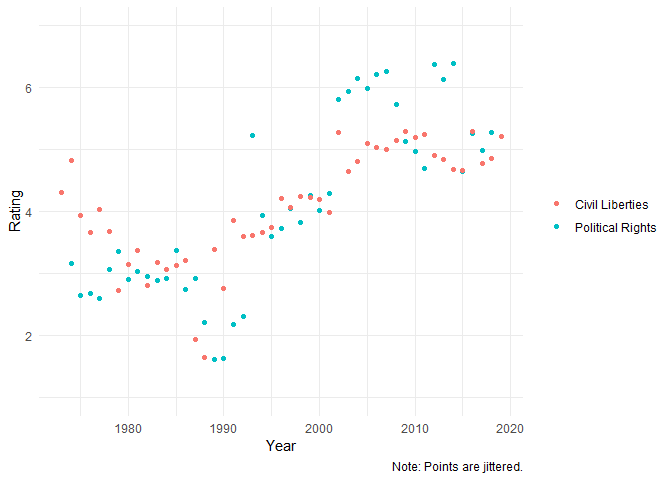 6
4
2
Rating
1980 1990 2000 2010 2020
Year
Civil Liberties
Political Rights
Note: Points are jittered.